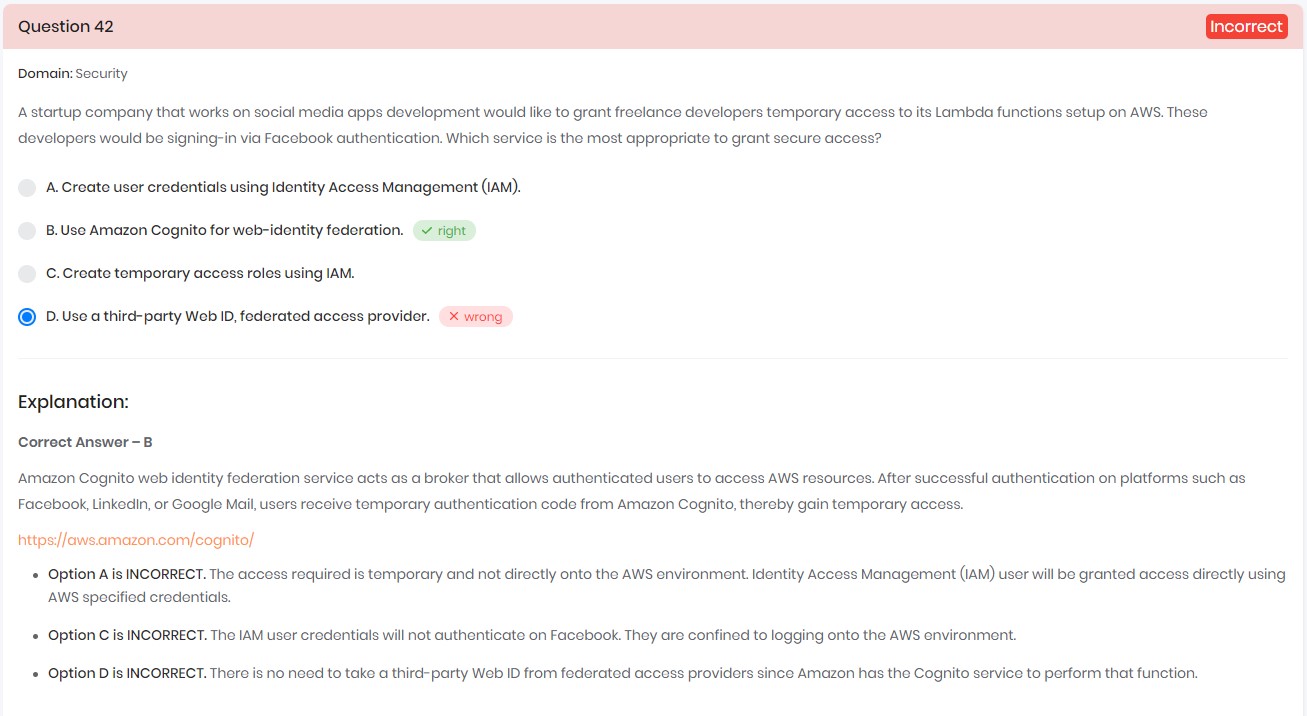 Question 42
Incorrect
Domain: Security
A startup company that works on social media apps development would like to grant freelance developers temporary access to its Lambda functions setup on AWS. These
developers would be signing-in via Facebook authentication. Which service is the most appropriate to grant secure access?
A. Create user credentials using Identity Access Management (IAM).
B. Use Amazon Cognito for web-identity federation. ✓ right
C. Create temporary access roles using IAM.
D. Use a third-party Web ID, federated access provider. ✕ wrong
Explanation:
Correct Answer – B
Amazon Cognito web identity federation service acts as a broker that allows authenticated users to access AWS resources. After successful authentication on platforms such as
Facebook, LinkedIn, or Google Mail, users receive temporary authentication code from Amazon Cognito, thereby gain temporary access.
https://aws.amazon.com/cognito/
• Option A is INCORRECT. The access required is temporary and not directly onto the AWS environment. Identity Access Management (IAM) user will be granted access directly using
AWS specified credentials.
• Option C is INCORRECT. The IAM user credentials will not authenticate on Facebook. They are confined to logging onto the AWS environment.
• Option D is INCORRECT. There is no need to take a third-party Web ID from federated access providers since Amazon has the Cognito service to perform that function.